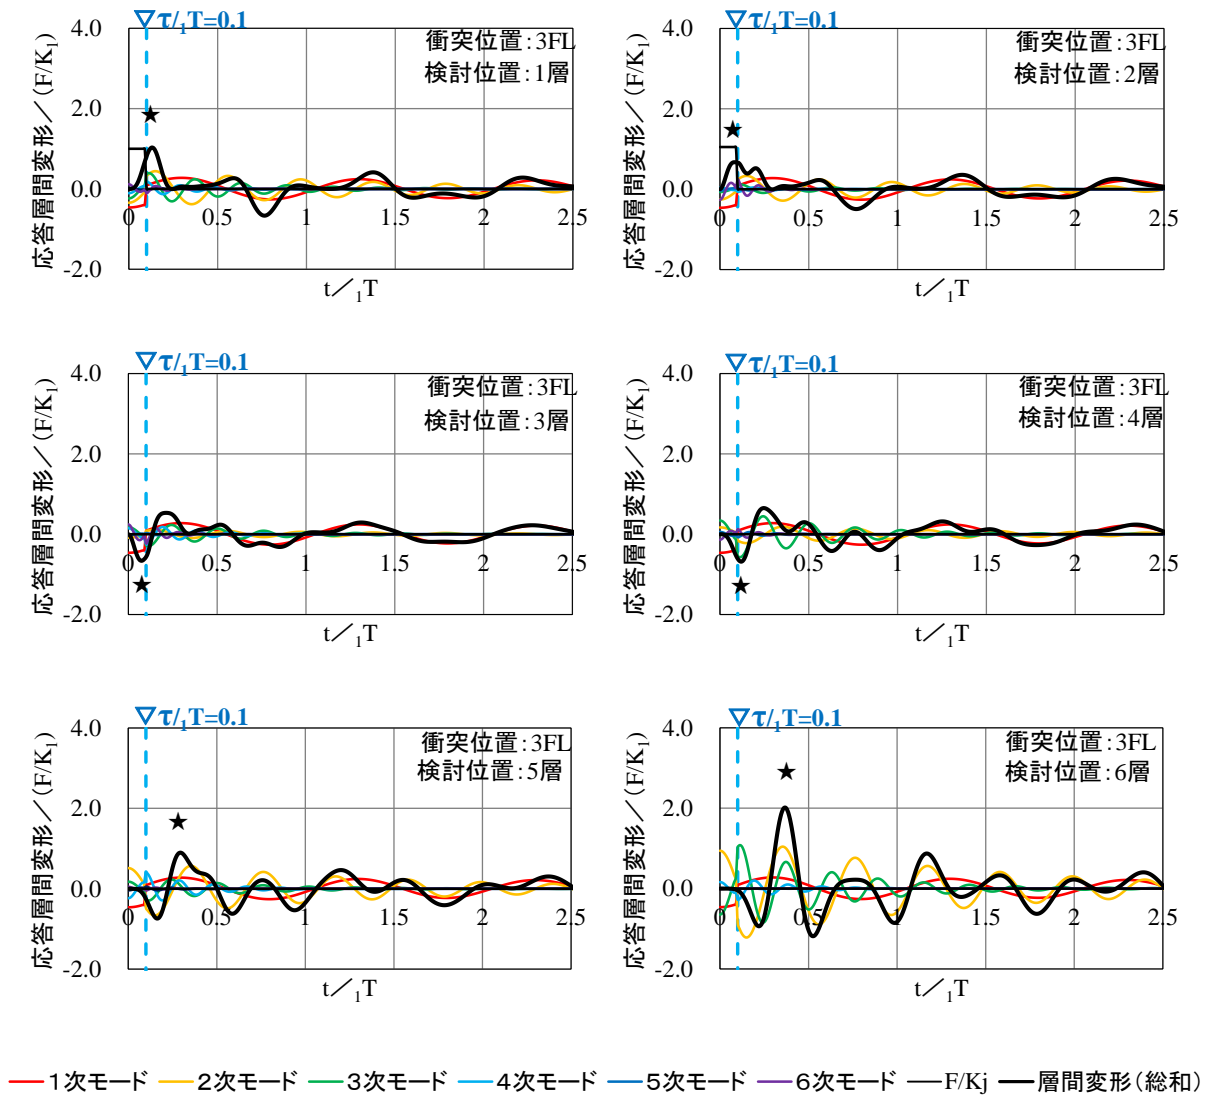 ▽τ/₁T=0.1
応答層間変形／(F/K₁)
4.0
2.0
0.0
-2.0
衝突位置:3FL
検討位置:1層
0 0.5 1 1.5 2 2.5
t／₁T
▽τ/₁T=0.1
応答層間変形／(F/K₁)
4.0
2.0
0.0
-2.0
衝突位置:3FL
検討位置:2層
0 0.5 1 1.5 2 2.5
t／₁T
▽τ/₁T=0.1
応答層間変形／(F/K₁)
4.0
2.0
0.0
-2.0
衝突位置:3FL
検討位置:3層
0 0.5 1 1.5 2 2.5
t／₁T
▽τ/₁T=0.1
応答層間変形／(F/K₁)
4.0
2.0
0.0
-2.0
衝突位置:3FL
検討位置:4層
0 0.5 1 1.5 2 2.5
t／₁T
▽τ/₁T=0.1
応答層間変形／(F/K₁)
4.0
2.0
0.0
-2.0
衝突位置:3FL
検討位置:5層
0 0.5 1 1.5 2 2.5
t／₁T
▽τ/₁T=0.1
応答層間変形／(F/K₁)
4.0
2.0
0.0
-2.0
衝突位置:3FL
検討位置:6層
0 0.5 1 1.5 2 2.5
t／₁T
1次モード 2次モード 3次モード 4次モード 5次モード 6次モード F/Kj 層間変形(総和)